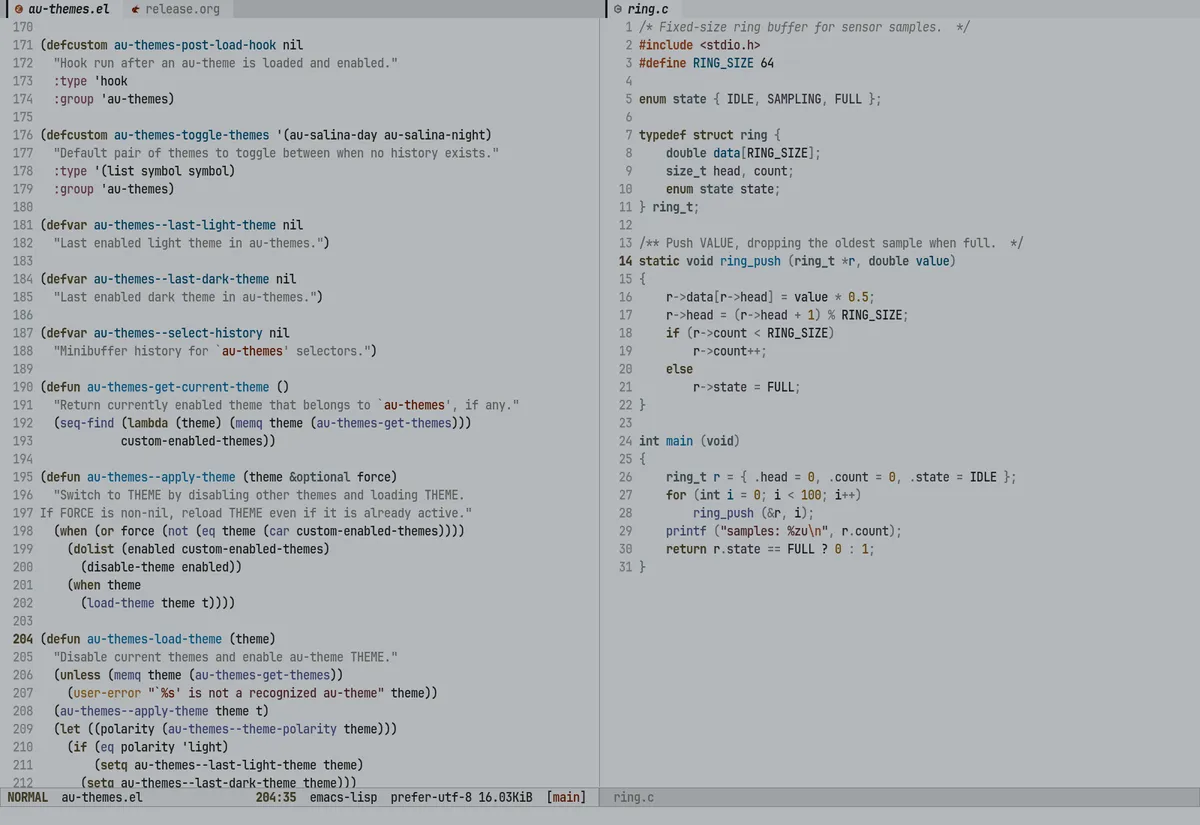 au-themes.el release.org
170
171 (defcustom au-themes-post-load-hook nil
172   "Hook run after an au-theme is loaded and enabled."
173   :type 'hook
174   :group 'au-themes)
175
176 (defcustom au-themes-toggle-themes '(au-salina-day au-salina-night)
177   "Default pair of themes to toggle between when no history exists."
178   :type '(list symbol symbol)
179   :group 'au-themes)
180
181 (defvar au-themes--last-light-theme nil
182   "Last enabled light theme in au-themes.")
183
184 (defvar au-themes--last-dark-theme nil
185   "Last enabled dark theme in au-themes.")
186
187 (defvar au-themes--select-history nil
188   "Minibuffer history for `au-themes' selectors.")
189
190 (defun au-themes-get-current-theme ()
191   "Return currently enabled theme that belongs to `au-themes', if any."
192   (seq-find (lambda (theme) (memq theme (au-themes-get-themes)))
193             custom-enabled-themes))
194
195 (defun au-themes--apply-theme (theme &optional force)
196   "Switch to THEME by disabling other themes and loading THEME.
197 If FORCE is non-nil, reload THEME even if it is already active."
198   (when (or force (not (eq theme (car custom-enabled-themes))))
199     (dolist (enabled custom-enabled-themes)
200       (disable-theme enabled))
201     (when theme
202       (load-theme theme t))))
203
204 (defun au-themes-load-theme (theme)
205   "Disable current themes and enable au-theme THEME."
206   (unless (memq theme (au-themes-get-themes))
207     (user-error "`%s' is not a recognized au-theme" theme))
208   (au-themes--apply-theme theme t)
209   (let ((polarity (au-themes--theme-polarity theme)))
210     (if (eq polarity 'light)
211         (setq au-themes--last-light-theme theme)
212       (setq au-themes--last-dark-theme theme)))
NORMAL  au-themes.el                 204:35  emacs-lisp  prefer-utf-8 16.03KiB  [main]
ring.c
1 /* Fixed-size ring buffer for sensor samples.  */
2 #include <stdio.h>
3 #define RING_SIZE 64
4
5 enum state { IDLE, SAMPLING, FULL };
6
7 typedef struct ring {
8     double data[RING_SIZE];
9     size_t head, count;
10     enum state state;
11 } ring_t;
12
13 /** Push VALUE, dropping the oldest sample when full.  */
14 static void ring_push (ring_t *r, double value)
15 {
16     r->data[r->head] = value * 0.5;
17     r->head = (r->head + 1) % RING_SIZE;
18     if (r->count < RING_SIZE)
19         r->count++;
20     else
21         r->state = FULL;
22 }
23
24 int main (void)
25 {
26     ring_t r = { .head = 0, .count = 0, .state = IDLE };
27     for (int i = 0; i < 100; i++)
28         ring_push (&r, i);
29     printf ("samples: %zu\n", r.count);
30     return r.state == FULL ? 0 : 1;
31 }
ring.c